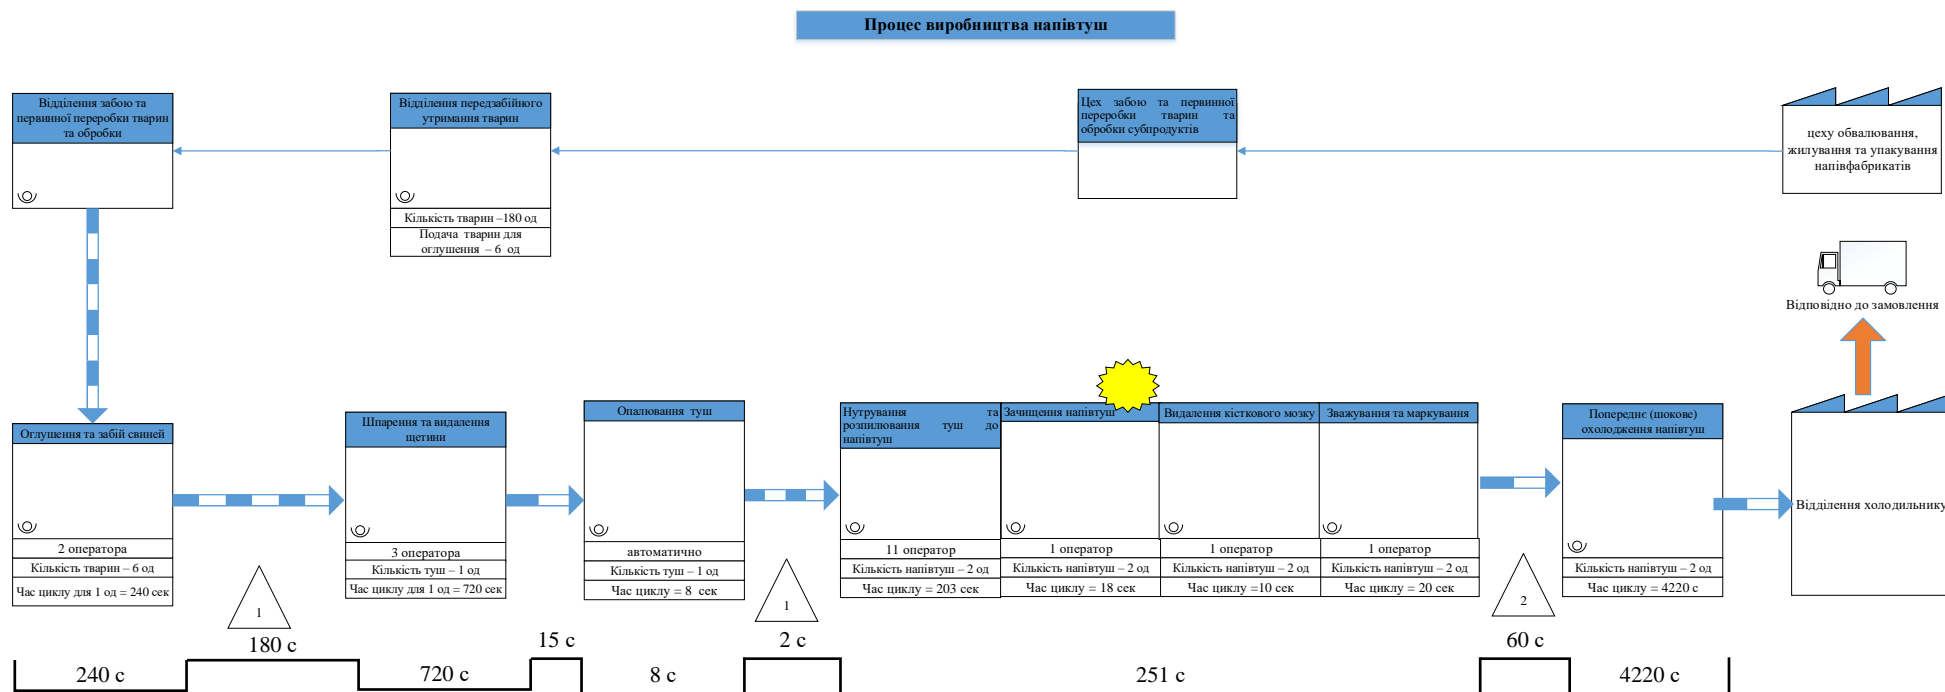 Процес виробництва напівтуш
Відділення забою та
первинної переробки тварин
та обробки
Відділення передзабійного
утримання тварин
Кількість тварин –180 од
Подача тварин для
оглушення – 6 од
Цех забою та первинної
переробки тварин та
обробки субпродуктів
цеху обвалювання,
жилування та упакування
напівфабрикатів
Відповідно до замовлення
Оглушення та забій свиней
2 оператора
Кількість тварин – 6 од
Час циклу для 1 од = 240 сек
1
Шпарення та видалення
щетини
3 оператора
Кількість туш – 1 од
Час циклу для 1 од = 720 сек
Опалювання туш
автоматично
Кількість туш – 1 од
Час циклу = 8 сек
1
Нутрування та
розпилювання туш до
напівтуш
11 оператор
Кількість напівтуш – 2 од
Час циклу = 203 сек
Зачищення напівтуш
1 оператор
Кількість напівтуш – 2 од
Час циклу = 18 сек
Видалення кісткового мозку
1 оператор
Кількість напівтуш – 2 од
Час циклу =10 сек
Зважування та маркування
1 оператор
Кількість напівтуш – 2 од
Час циклу = 20 сек
2
Попереднє (шокове)
охолодження напівтуш
Кількість напівтуш – 2 од
Час циклу = 4220 с
Відділення холодильнику
240 с
180 с
720 с
15 с
8 с
2 с
251 с
60 с
4220 с